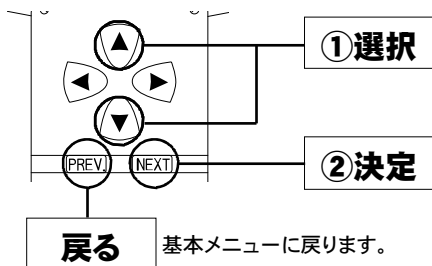 ①選択
PREV.
NEXT
②決定
戻る
基本メニューに戻ります。